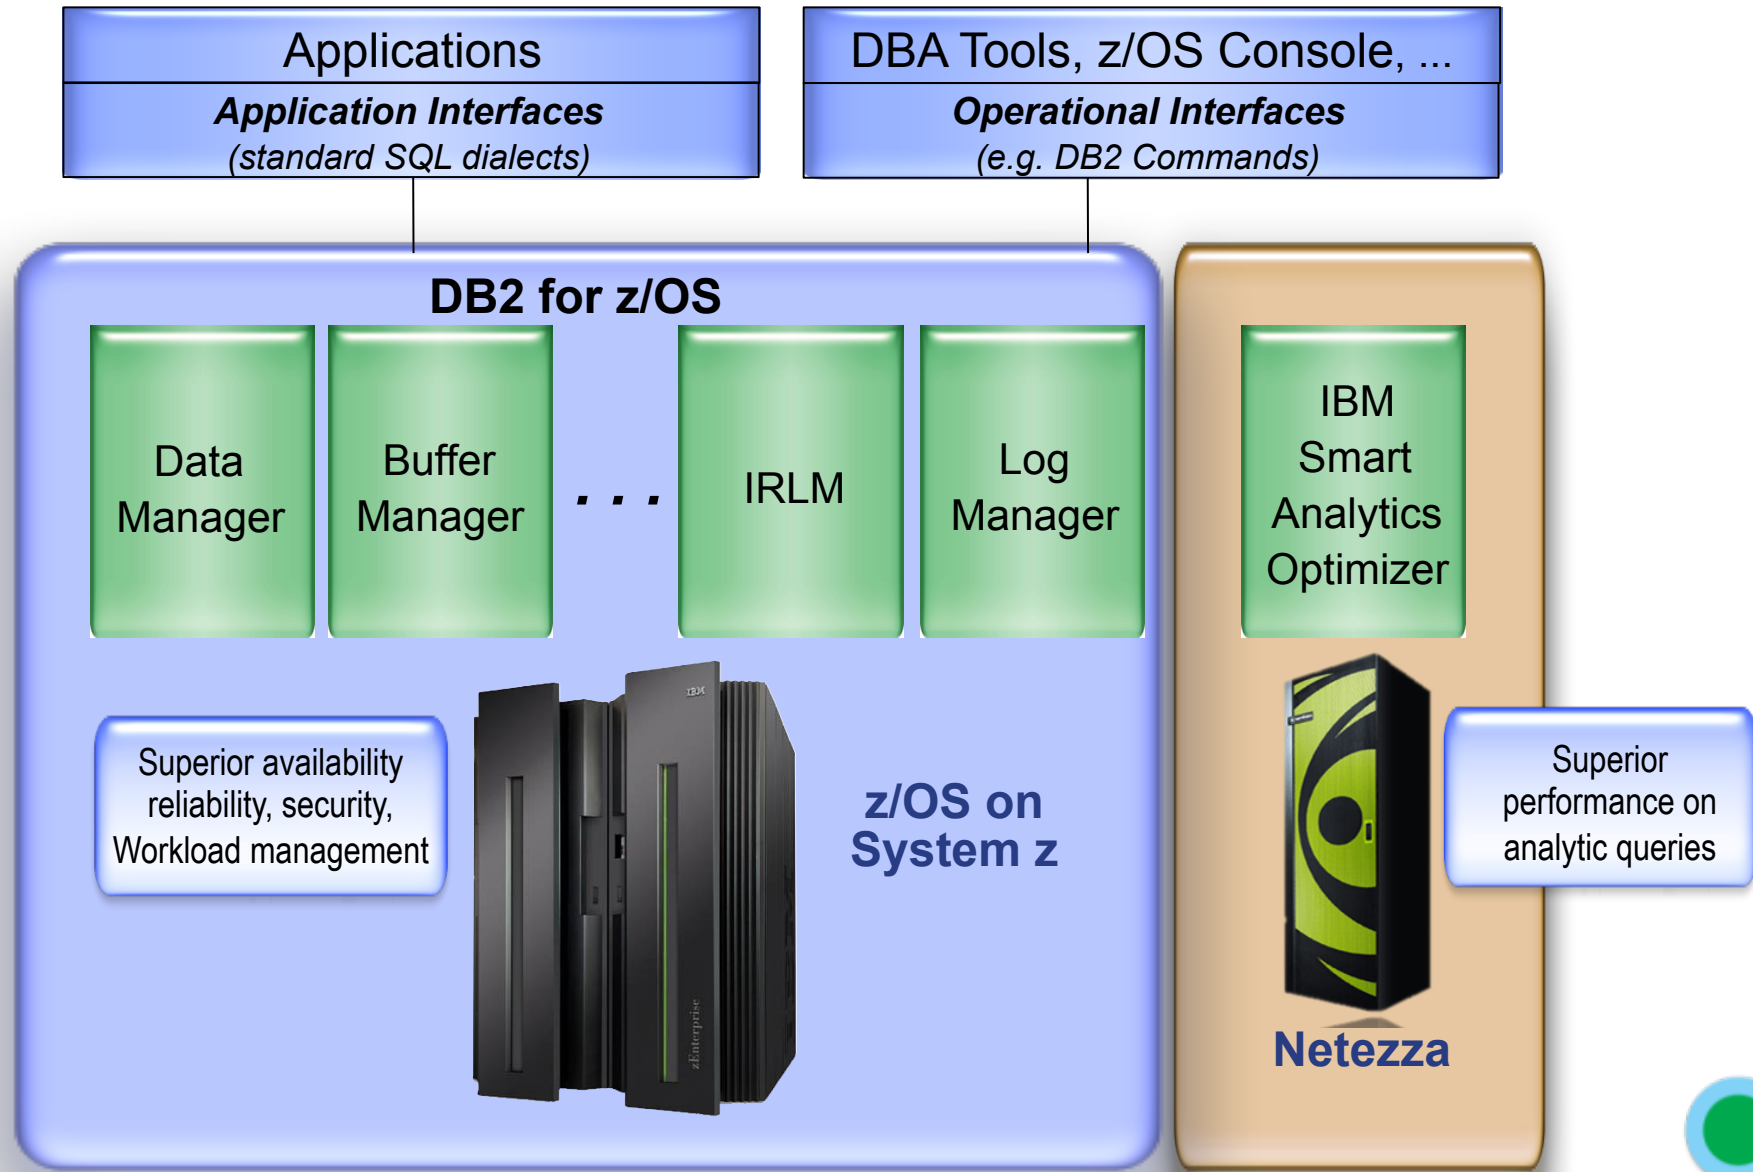 Applications
Application Interfaces
(standard SQL dialects)
DBA Tools, z/OS Console, ...
Operational Interfaces
(e.g. DB2 Commands)
DB2 for z/OS
Data
Manager
Buffer
Manager
. . .
IRLM
Log
Manager
IBM
Smart
Analytics
Optimizer
Superior availability
reliability, security,
Workload management
IBM
zEnterprise
z/OS on
System z
Superior
performance on
analytic queries
Netezza